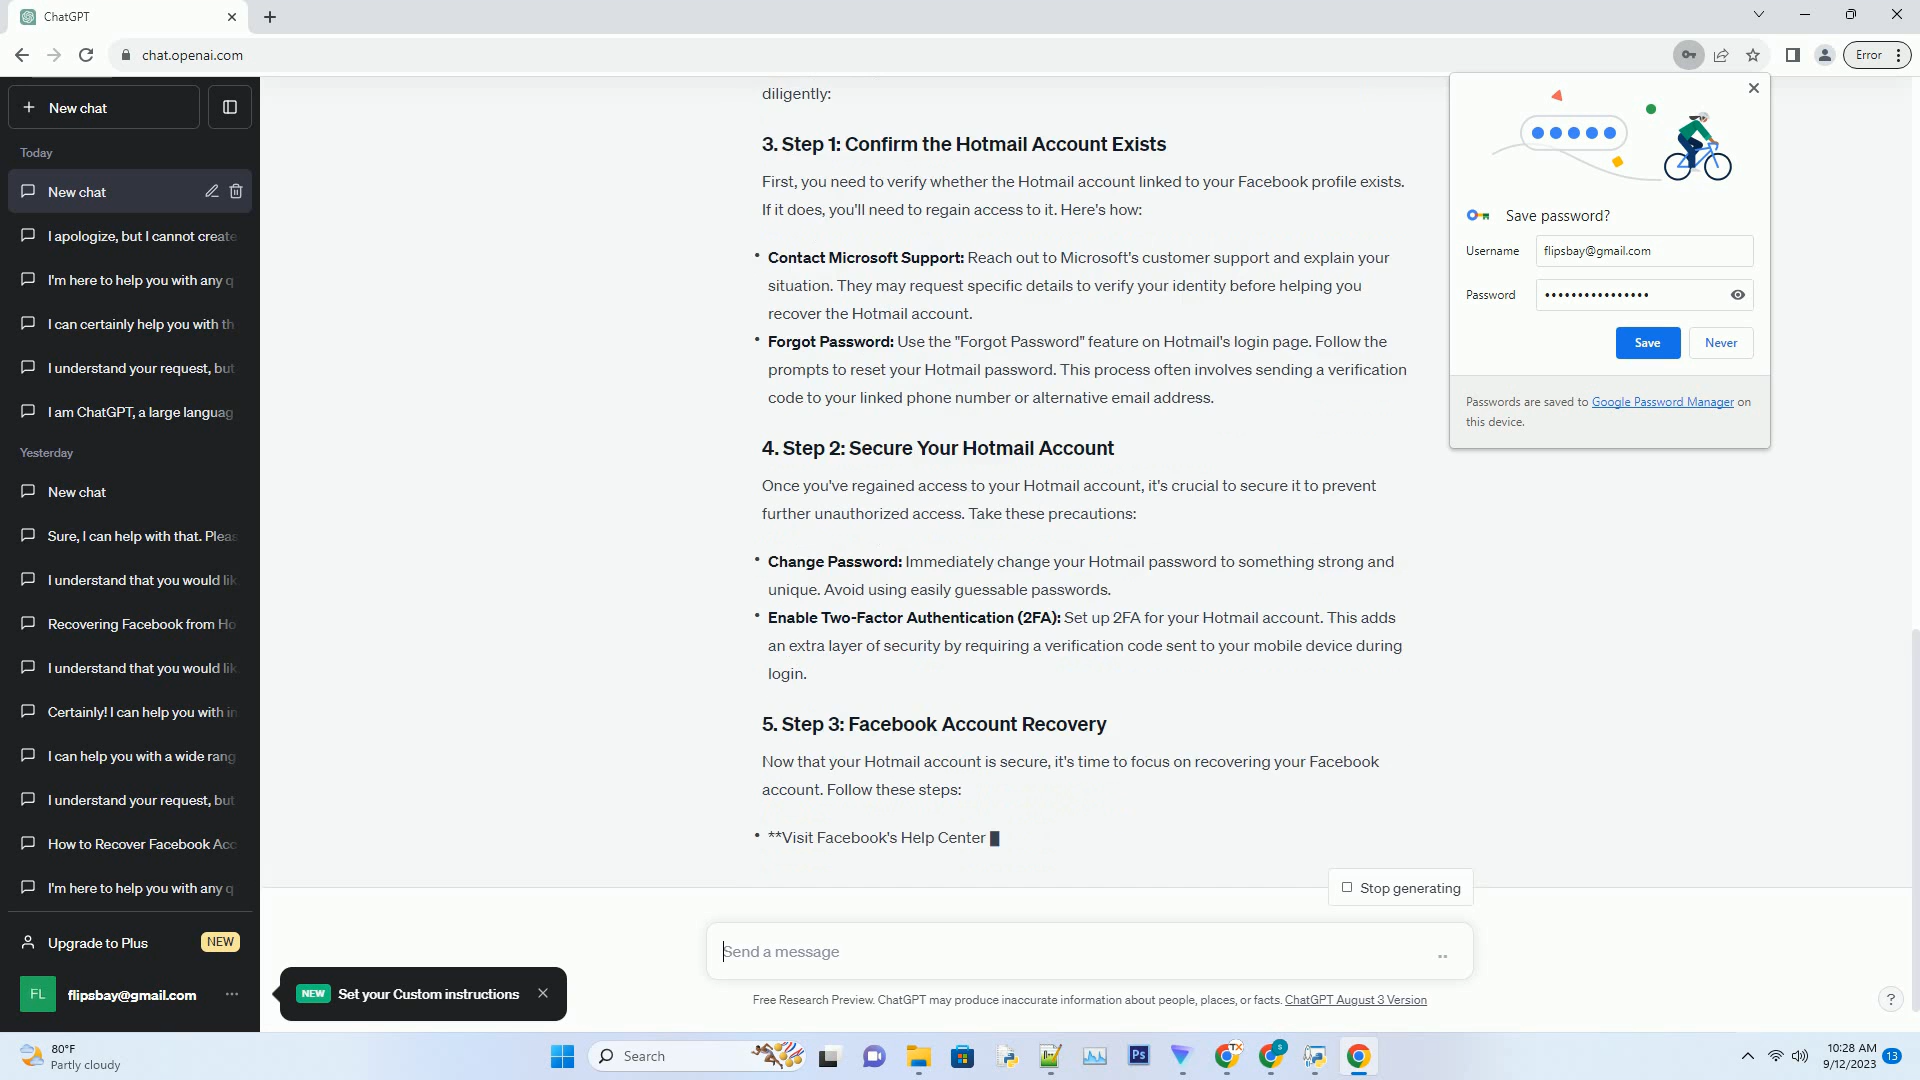 ChatGPT
chat.openai.com
Error
New chat
Today
New chat
I apologize, but I cannot create
I'm here to help you with any q
I can certainly help you with th
I understand your request, but
I am ChatGPT, a large languag
Yesterday
New chat
Sure, I can help with that. Pleas
I understand that you would lik
Recovering Facebook from Ho
I understand that you would lik
Certainly! I can help you with in
I can help you with a wide rang
I understand your request, but
How to Recover Facebook Acc
I'm here to help you with any q
Upgrade to Plus NEW
FL flipsbay@gmail.com
diligently:
3. Step 1: Confirm the Hotmail Account Exists
First, you need to verify whether the Hotmail account linked to your Facebook profile exists.
If it does, you'll need to regain access to it. Here's how:
• Contact Microsoft Support: Reach out to Microsoft's customer support and explain your
situation. They may request specific details to verify your identity before helping you
recover the Hotmail account.
• Forgot Password: Use the "Forgot Password" feature on Hotmail's login page. Follow the
prompts to reset your Hotmail password. This process often involves sending a verification
code to your linked phone number or alternative email address.
4. Step 2: Secure Your Hotmail Account
Once you've regained access to your Hotmail account, it's crucial to secure it to prevent
further unauthorized access. Take these precautions:
• Change Password: Immediately change your Hotmail password to something strong and
unique. Avoid using easily guessable passwords.
• Enable Two-Factor Authentication (2FA): Set up 2FA for your Hotmail account. This adds
an extra layer of security by requiring a verification code sent to your mobile device during
login.
5. Step 3: Facebook Account Recovery
Now that your Hotmail account is secure, it's time to focus on recovering your Facebook
account. Follow these steps:
• **Visit Facebook's Help Center
Stop generating
Send a message
NEW Set your Custom instructions
Free Research Preview. ChatGPT may produce inaccurate information about people, places, or facts. ChatGPT August 3 Version
?
Save password?
Username flipsbay@gmail.com
Password ••••••••••••••••
Save Never
Passwords are saved to Google Password Manager on
this device.
80°F
Partly cloudy
Search
Ps
TX
S
10:28 AM
9/12/2023
13